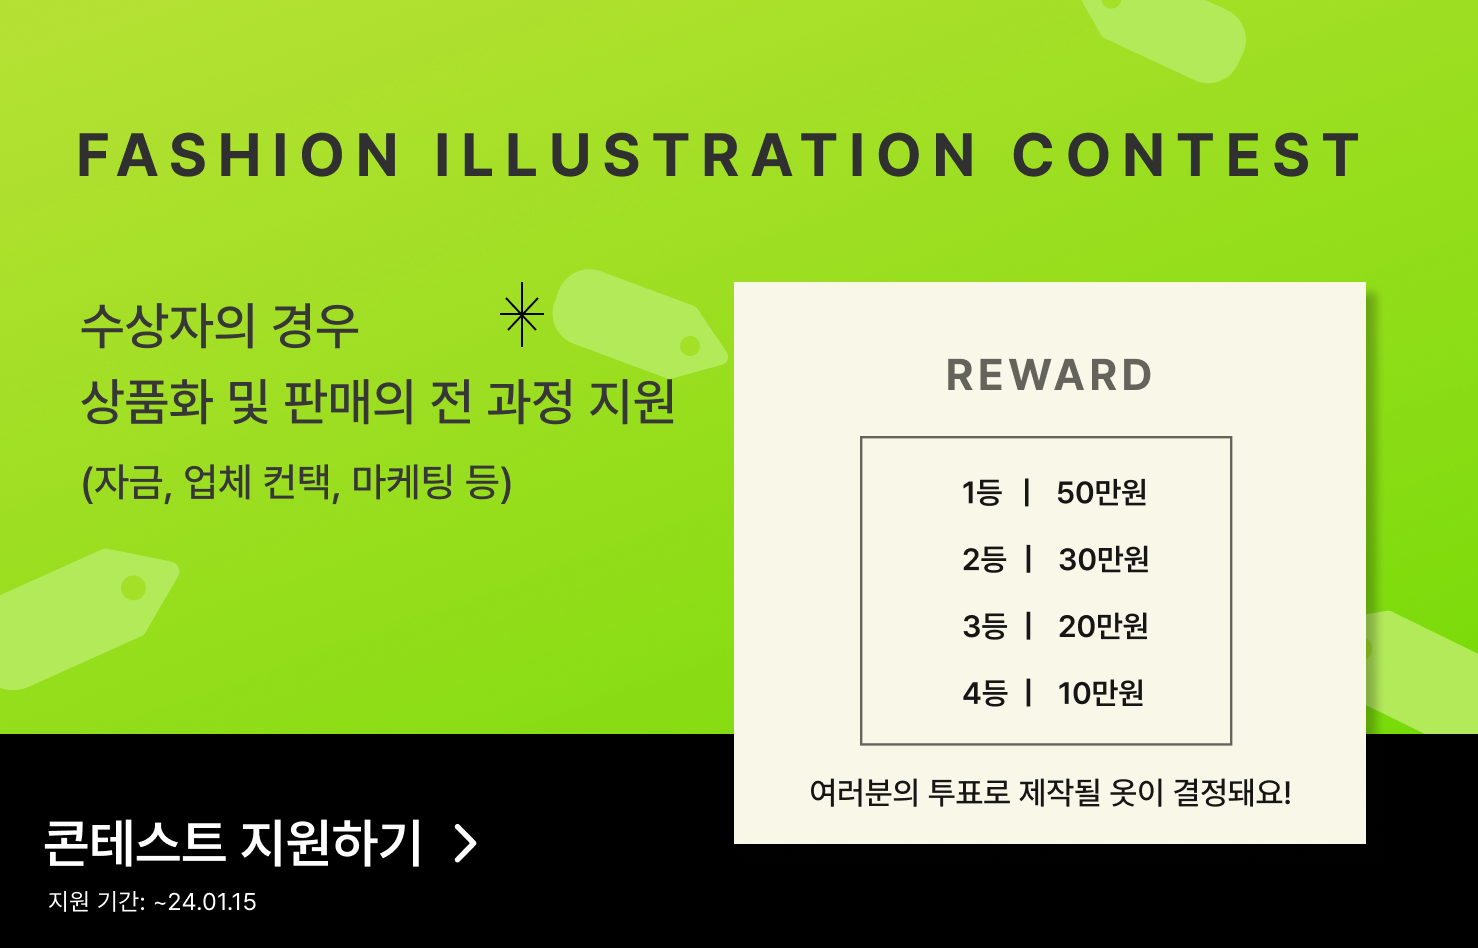 FASHION ILLUSTRATION CONTEST
수상자의 경우
상품화 및 판매의 전 과정 지원
(자금, 업체 컨택, 마케팅 등)
REWARD
1등 | 50만원
2등 | 30만원
3등 | 20만원
4등 | 10만원
여러분의 투표로 제작될 옷이 결정돼요!
콘테스트 지원하기 >
지원 기간: ~24.01.15